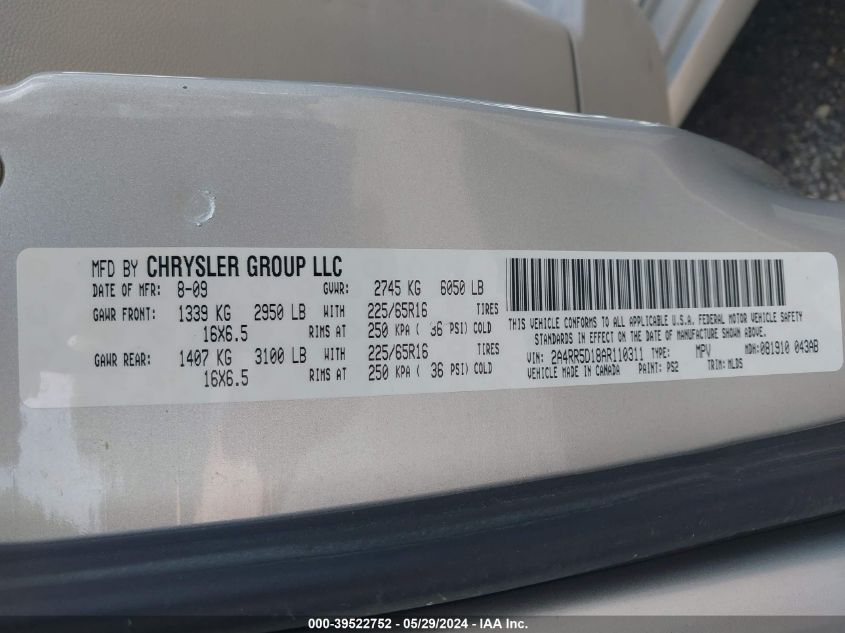 MFD BY CHRYSLER GROUP LLC
DATE OF MFR: 8-09 GVWR: 2745 KG 6050 LB
GAWR FRONT: 1339 KG 2950 LB WITH 225/65R16 TIRES
16X6.5 RIMS AT 250 KPA ( 36 PSI) COLD
GAWR REAR: 1407 KG 3100 LB WITH 225/65R16 TIRES
16X6.5 RIMS AT 250 KPA ( 36 PSI) COLD
THIS VEHICLE CONFORMS TO ALL APPLICABLE U.S.A. FEDERAL MOTOR VEHICLE SAFETY
STANDARDS IN EFFECT ON THE DATE OF MANUFACTURE SHOWN ABOVE.
VIN: 2A4RR5D18AR110311 TYPE: MPV MDH: 081910 043AB
VEHICLE MADE IN CANADA PAINT: PS2 TRIM: MLDS
000-39522752 - 05/29/2024 - IAA Inc.